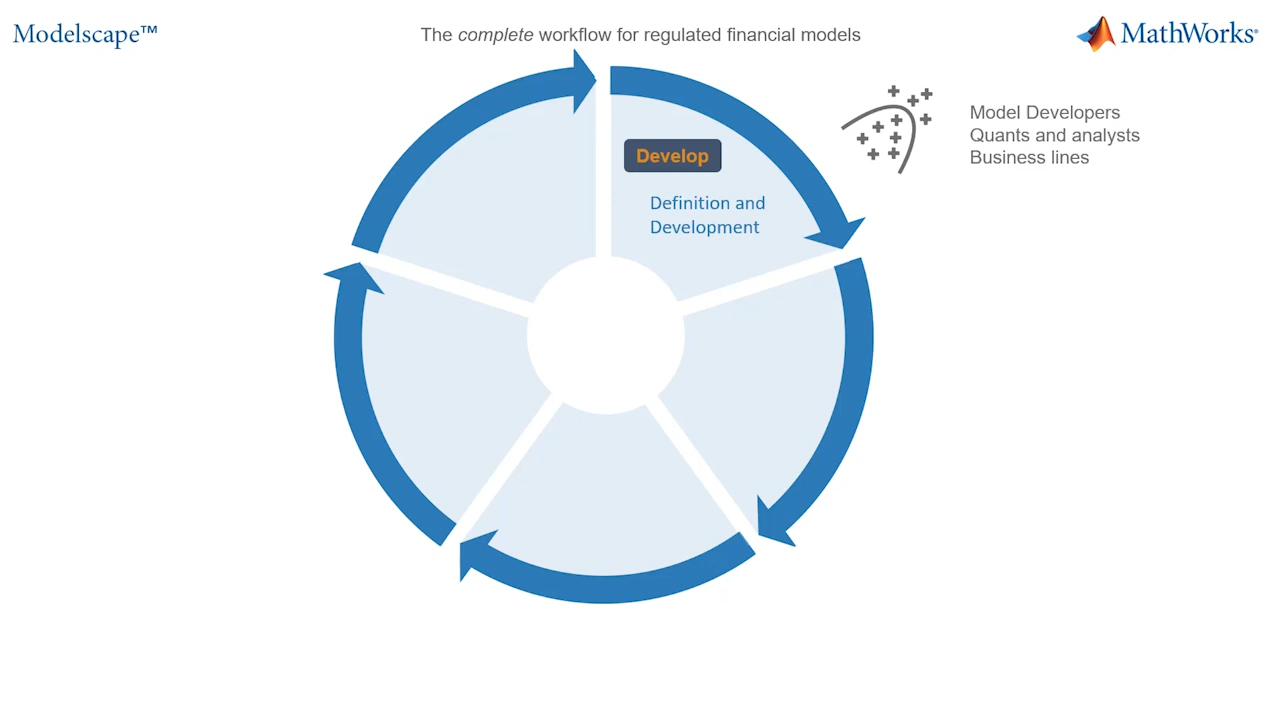 Modelscape™
The complete workflow for regulated financial models
MathWorks®
Develop
Definition and
Development
Model Developers
Quants and analysts
Business lines